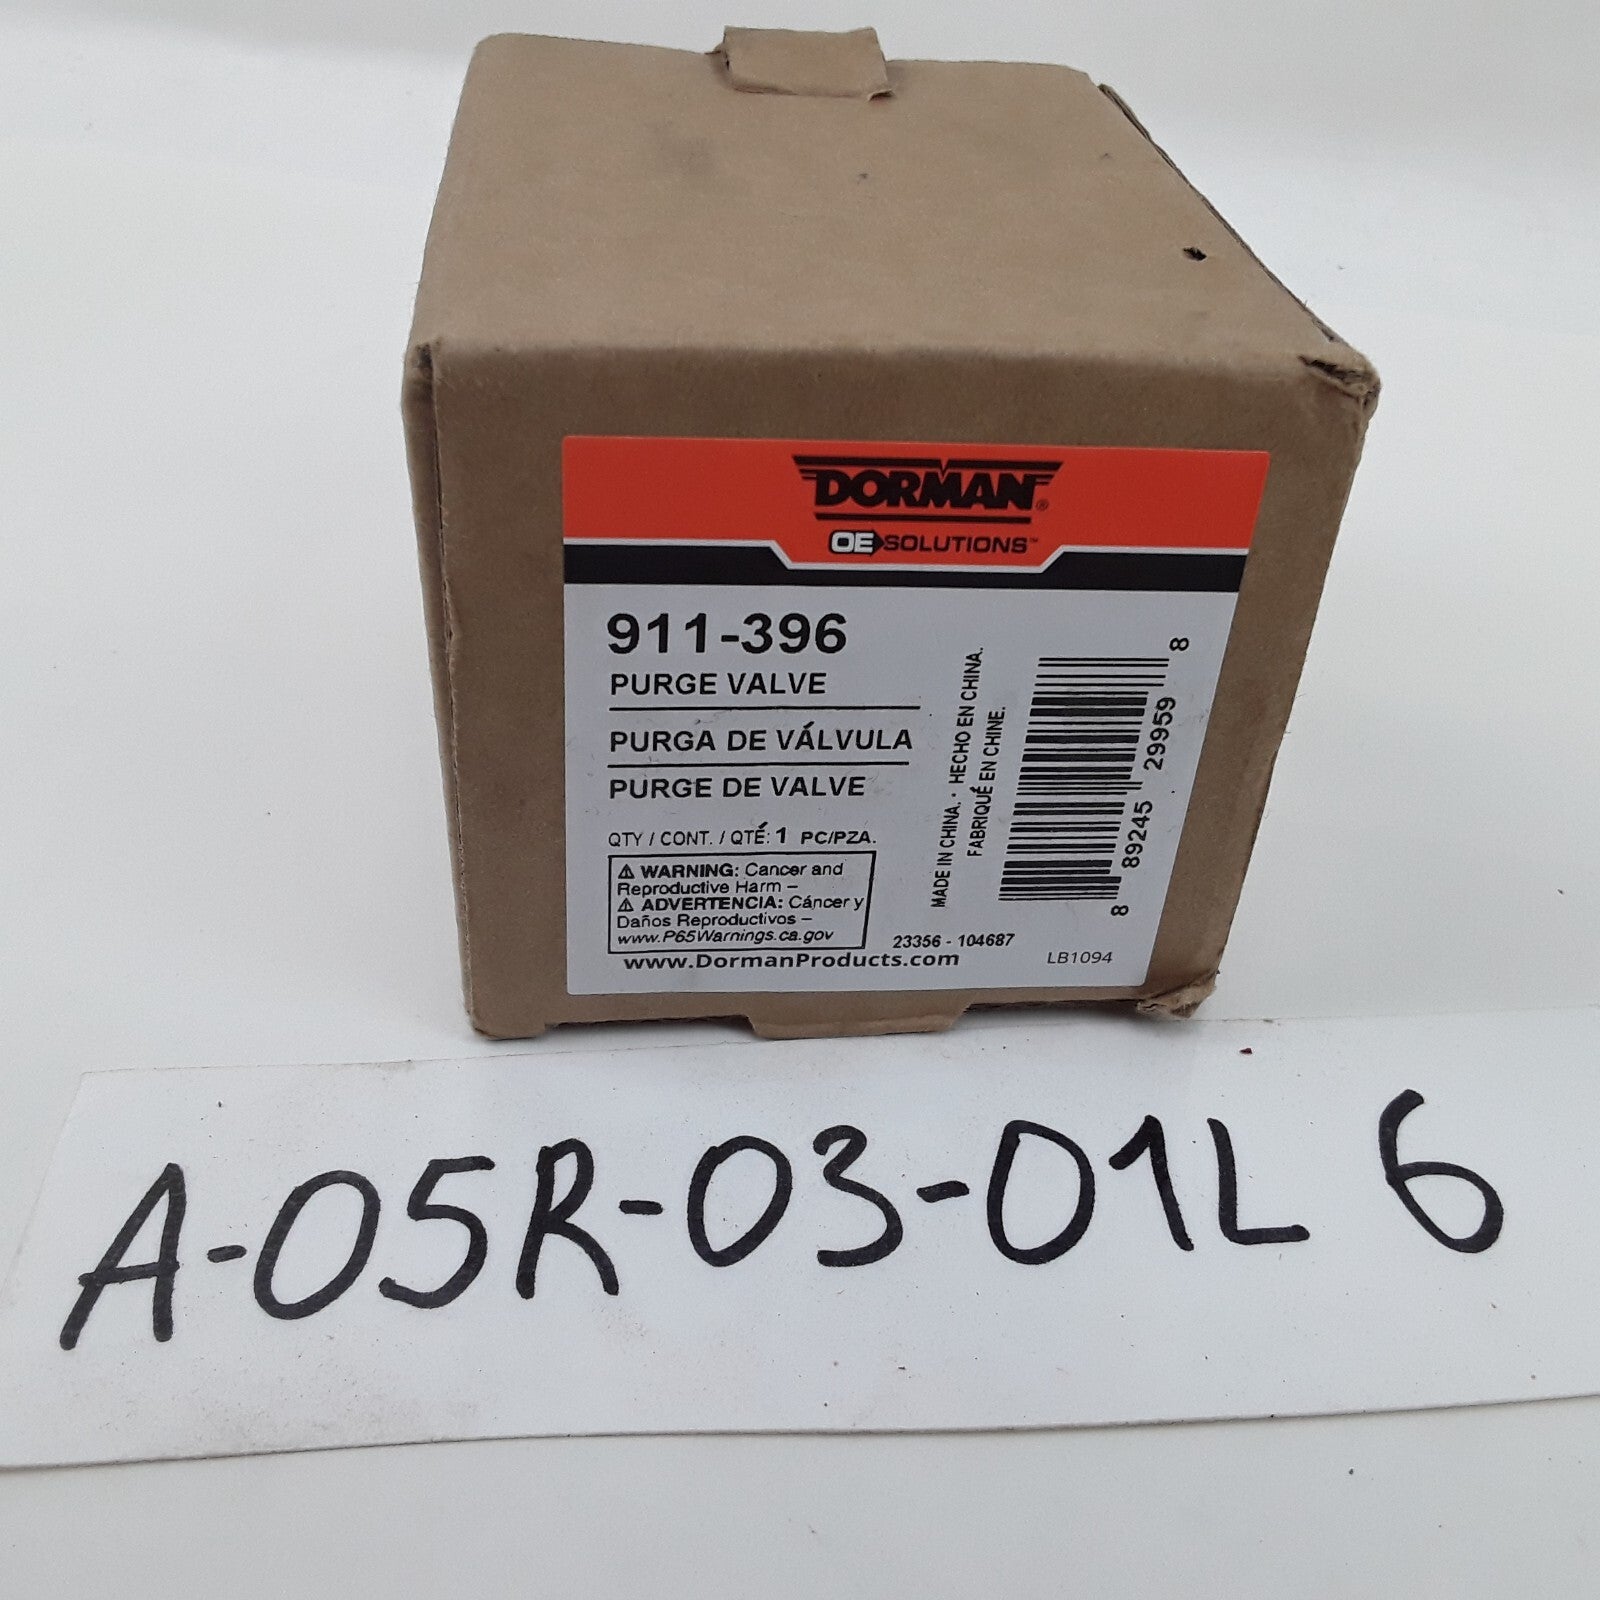 DORMAN®
OE SOLUTIONS™
911-396
PURGE VALVE
PURGA DE VÁLVULA
PURGE DE VALVE
QTY / CONT. / QTÉ: 1 PC/PZA.
⚠ WARNING: Cancer and
Reproductive Harm –
⚠ ADVERTENCIA: Cáncer y
Daños Reproductivos –
www.P65Warnings.ca.gov
www.DormanProducts.com
MADE IN CHINA. • HECHO EN CHINA.
FABRIQUÉ EN CHINE.
8 89245 29959 8
23356 - 104687
LB1094
A-05R-03-01L 6